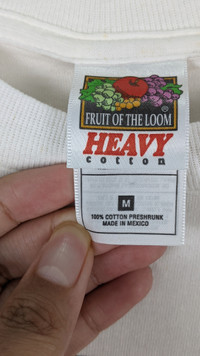 FRUIT OF THE LOOM
HEAVY
cotton
M
100% COTTON PRESHRUNK
MADE IN MEXICO